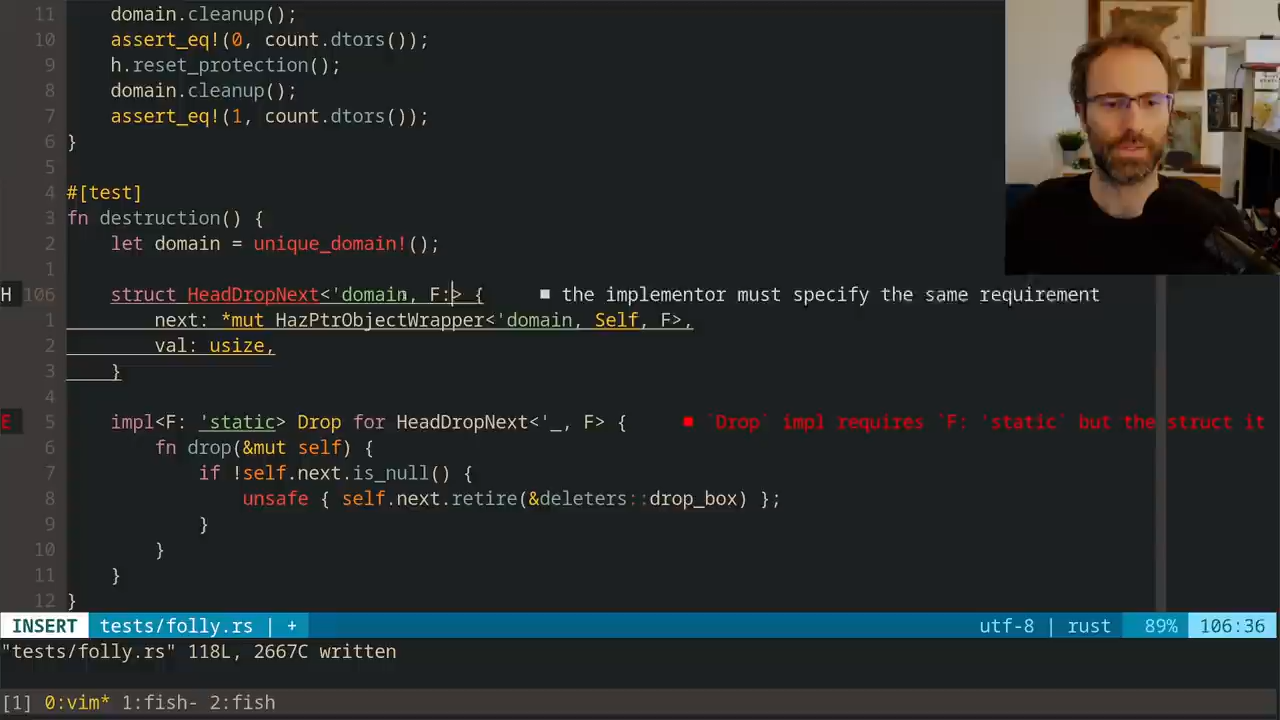 11 domain.cleanup();
10 assert_eq!(0, count.dtors());
9 h.reset_protection();
8 domain.cleanup();
7 assert_eq!(1, count.dtors());
6 }
5
4 #[test]
3 fn destruction() {
2 let domain = unique_domain!();
1
H 106 struct HeadDropNext<'domain, F:> { ■ the implementor must specify the same requirement
1 next: *mut HazPtrObjectWrapper<'domain, Self, F>,
2 val: usize,
3 }
4
E 5 impl<F: 'static> Drop for HeadDropNext<'_, F> { ■ `Drop` impl requires `F: 'static` but the struct it
6 fn drop(&mut self) {
7 if !self.next.is_null() {
8 unsafe { self.next.retire(&deleters::drop_box) };
9 }
10 }
11 }
12 }
INSERT tests/folly.rs | + utf-8 | rust 89% 106:36
"tests/folly.rs" 118L, 2667C written
[1] 0:vim* 1:fish- 2:fish